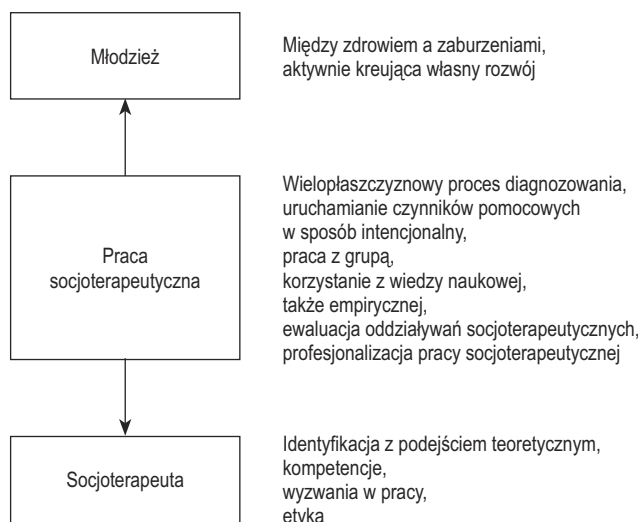 Młodzież
Między zdrowiem a zaburzeniami,
aktywnie kreująca własny rozwój
Praca
socjoterapeutyczna
Wielopłaszczyznowy proces diagnozowania,
uruchamianie czynników pomocowych
w sposób intencjonalny,
praca z grupą,
korzystanie z wiedzy naukowej,
także empirycznej,
ewaluacja oddziaływań socjoterapeutycznych,
profesjonalizacja pracy socjoterapeutycznej
Socjoterapeuta
Identyfikacja z podejściem teoretycznym,
kompetencje,
wyzwania w pracy,
etyka